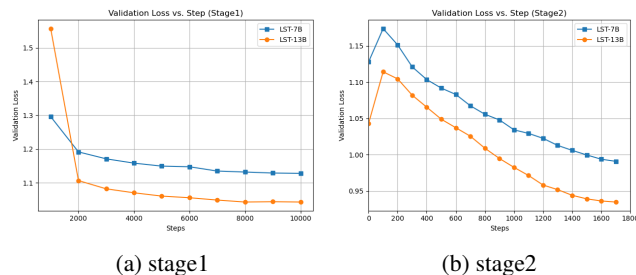 Validation Loss vs. Step (Stage1)
LST-7B
LST-13B
1.5
1.4
1.3
1.2
1.1
Validation Loss
2000 4000 6000 8000 10000
Steps
(a) stage1
Validation Loss vs. Step (Stage2)
LST-7B
LST-13B
1.15
1.10
1.05
1.00
0.95
Validation Loss
0 200 400 600 800 1000 1200 1400 1600 1800
Steps
(b) stage2